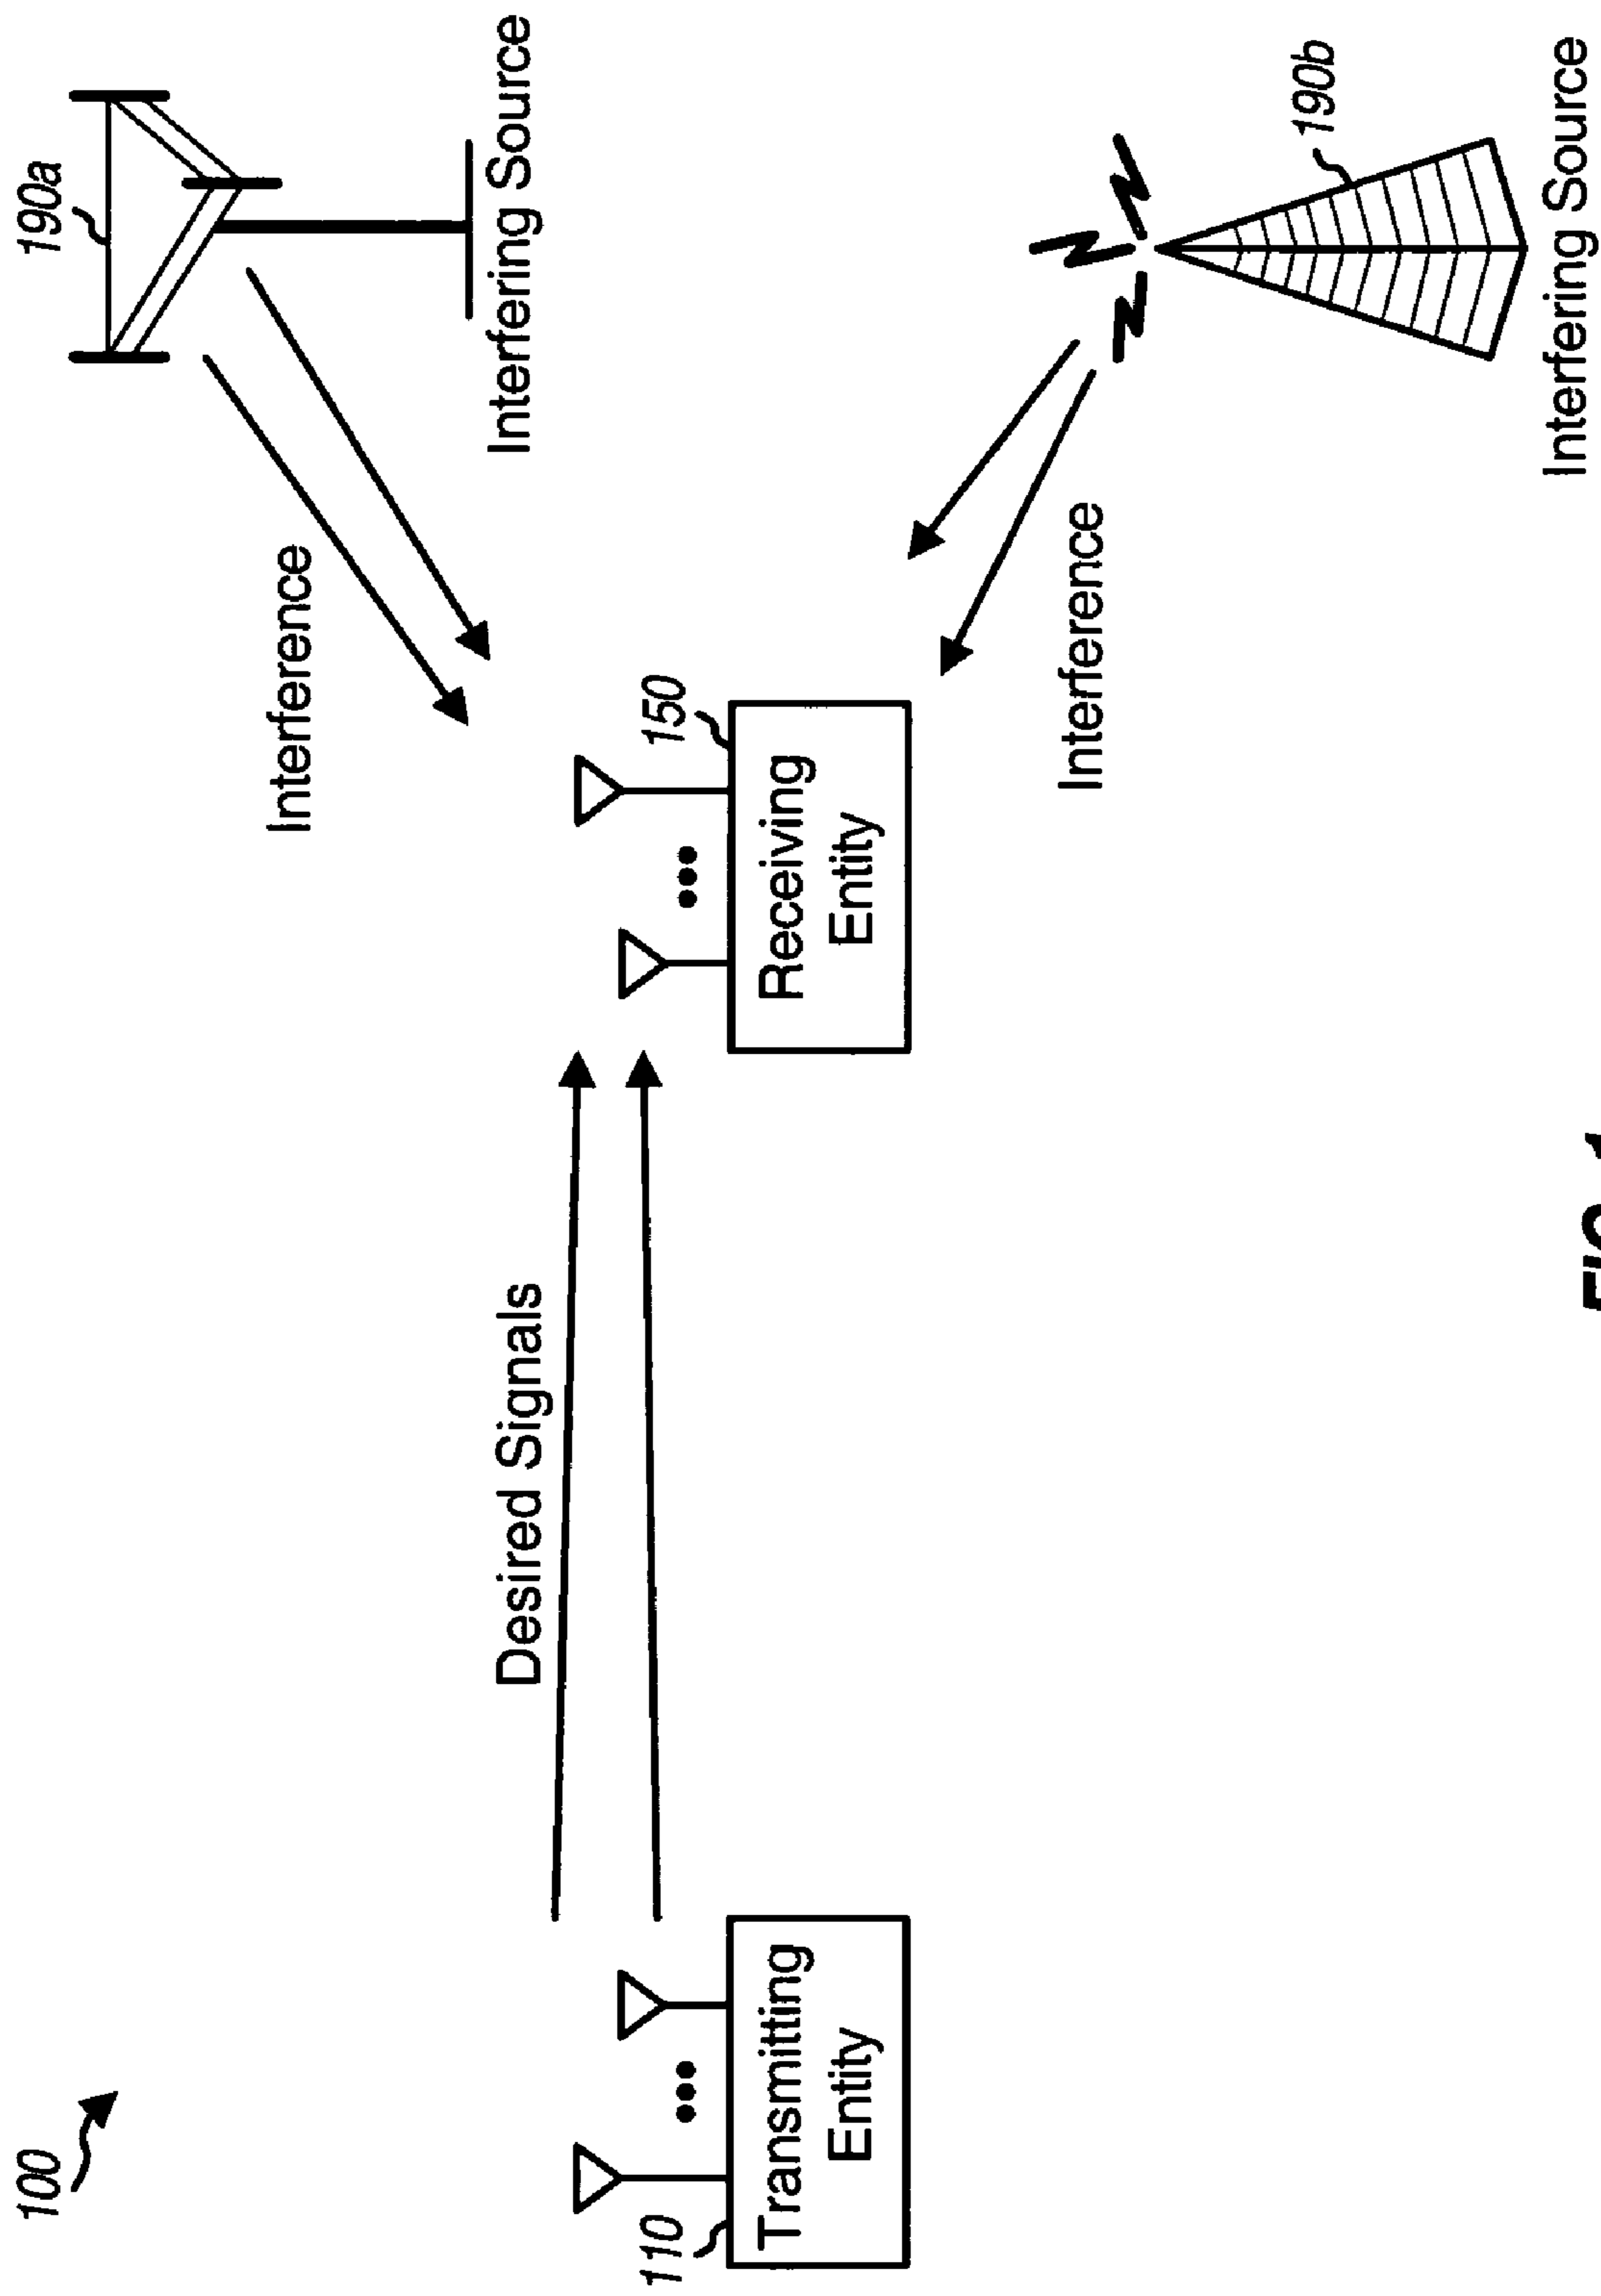 100
190a
Interference
Interfering Source
Desired Signals
110
Transmitting
Entity
150
Receiving
Entity
Interference
190b
Interfering Source